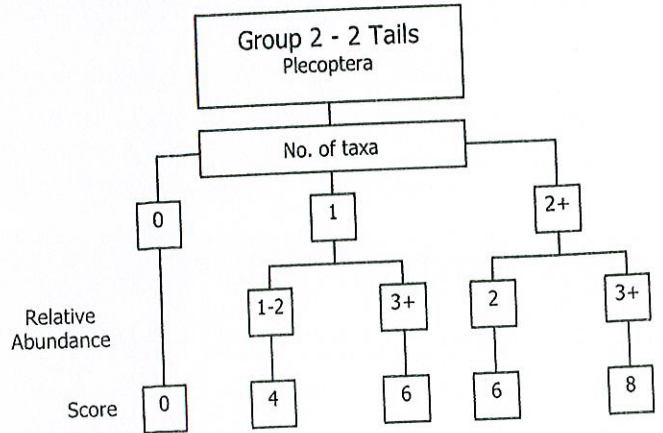 Group 2 - 2 Tails
Plecoptera
No. of taxa
0
1
2+
Relative
Abundance
1-2
3+
2
3+
Score
0
4
6
6
8